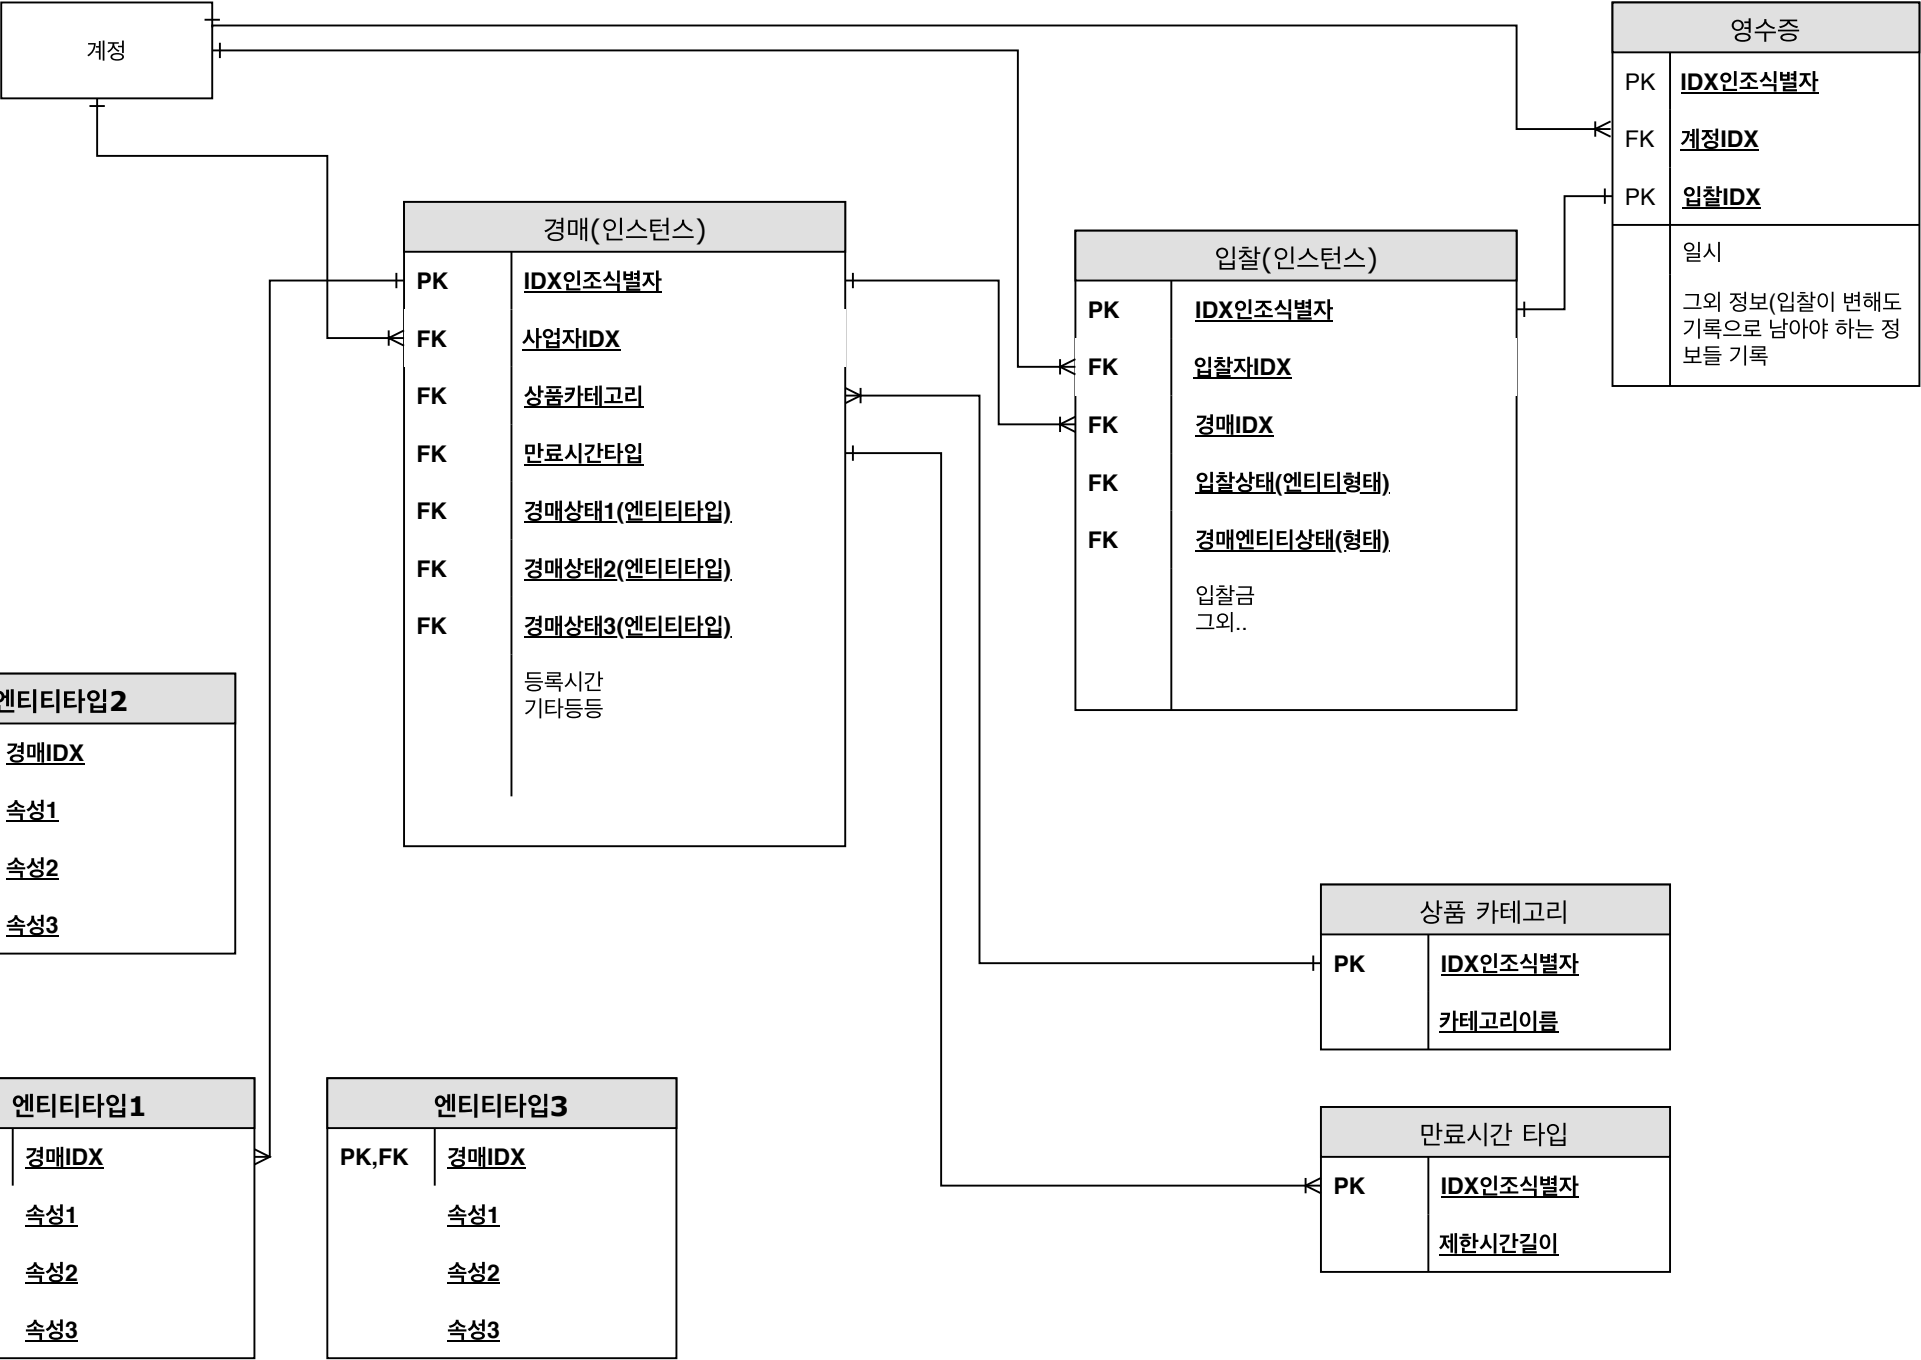 계정
영수증
PK IDX인조식별자
FK 계정IDX
PK 입찰IDX
일시
그외 정보(입찰이 변해도
기록으로 남아야 하는 정
보들 기록
경매(인스턴스)
PK IDX인조식별자
FK 사업자IDX
FK 상품카테고리
FK 만료시간타입
FK 경매상태1(엔티티타입)
FK 경매상태2(엔티티타입)
FK 경매상태3(엔티티타입)
등록시간
기타등등
입찰(인스턴스)
PK IDX인조식별자
FK 입찰자IDX
FK 경매IDX
FK 입찰상태(엔티티형태)
FK 경매엔티티상태(형태)
입찰금
그외..
엔티티타입2
경매IDX
속성1
속성2
속성3
상품 카테고리
PK IDX인조식별자
카테고리이름
엔티티타입1
경매IDX
속성1
속성2
속성3
엔티티타입3
PK,FK 경매IDX
속성1
속성2
속성3
만료시간 타입
PK IDX인조식별자
제한시간길이